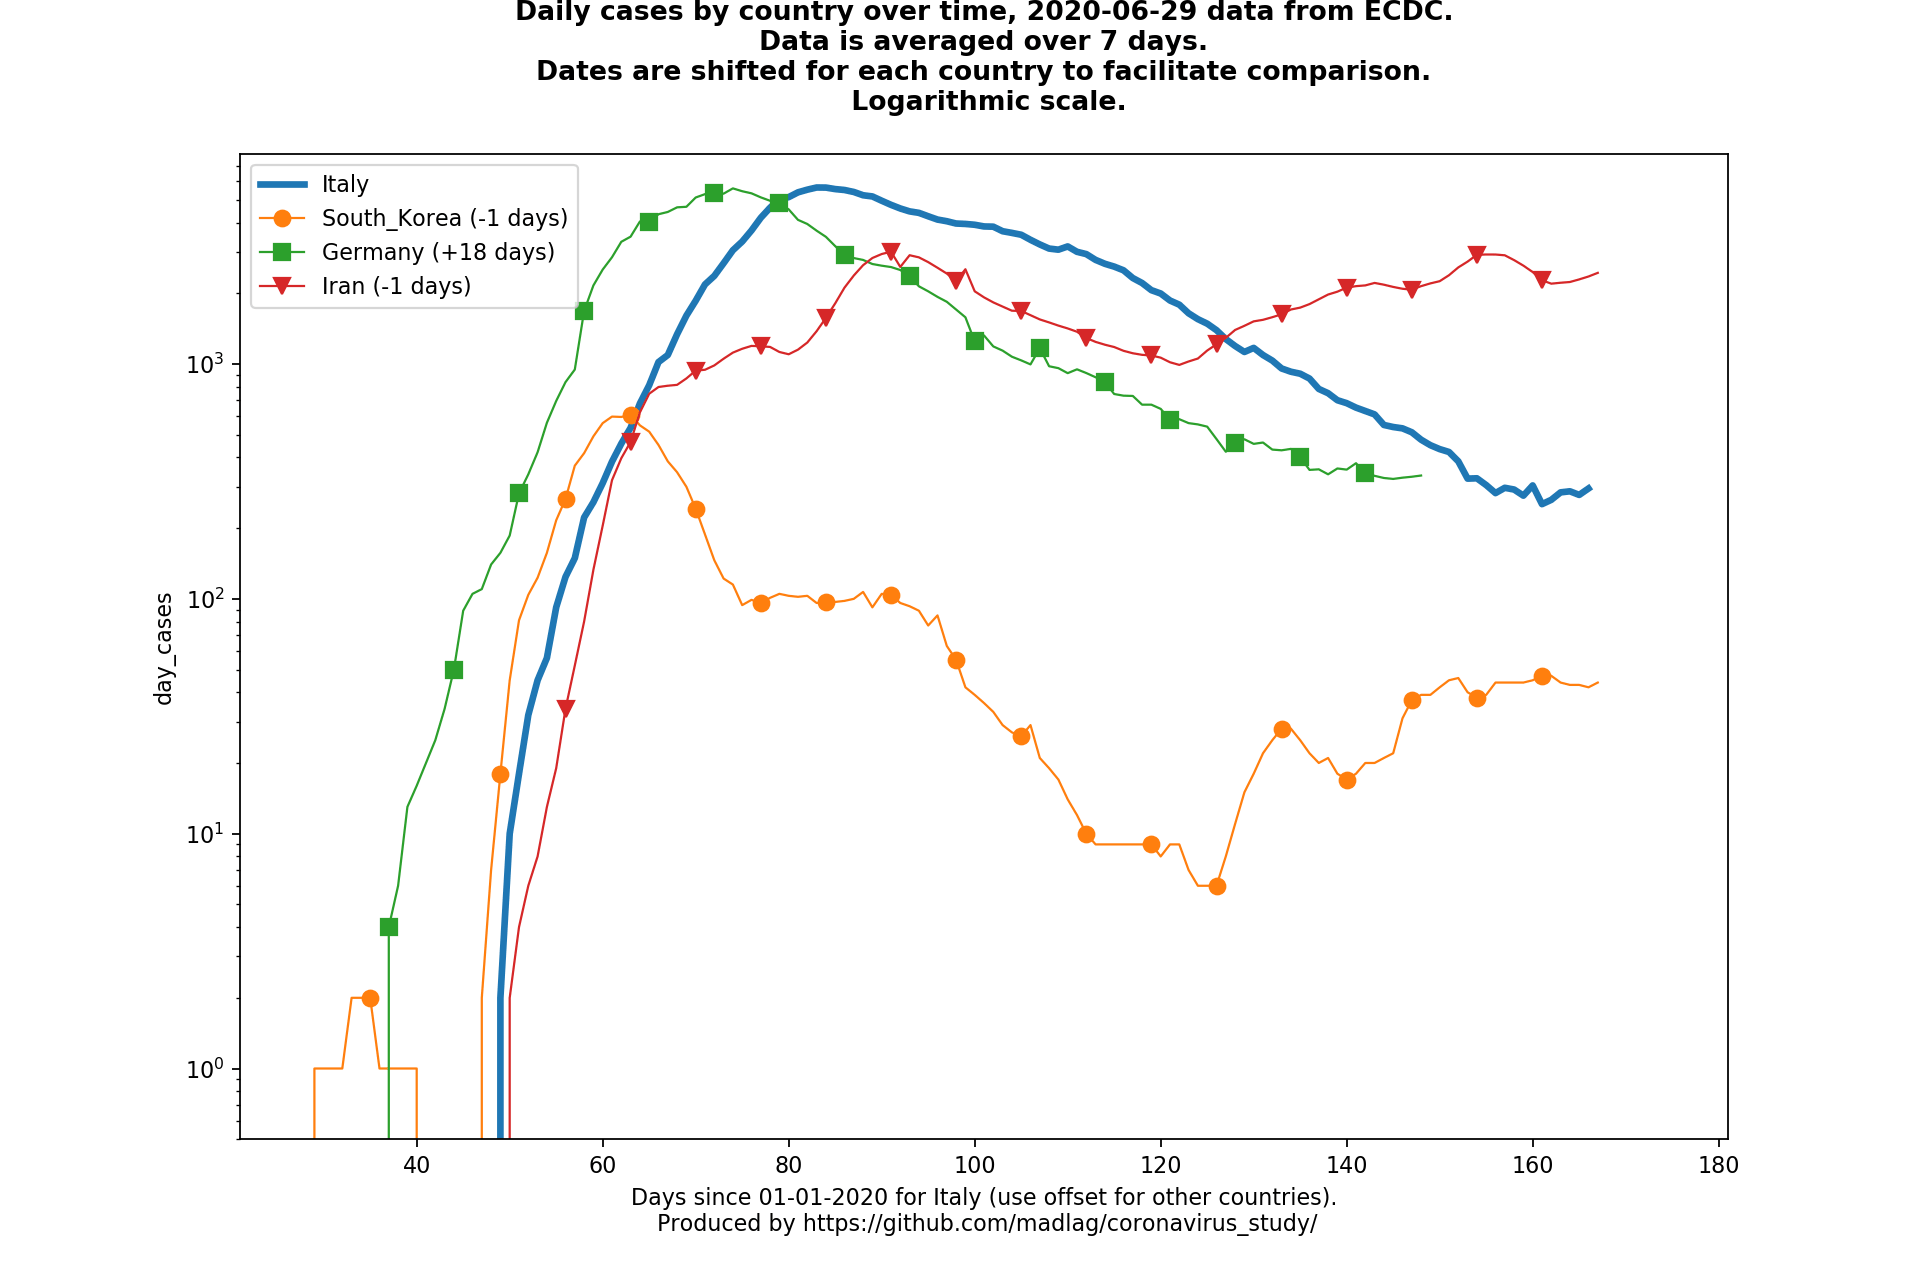 Daily cases by country over time, 2020-06-29 data from ECDC.
Data is averaged over 7 days.
Dates are shifted for each country to facilitate comparison.
Logarithmic scale.
Italy
South_Korea (-1 days)
Germany (+18 days)
Iran (-1 days)
day_cases
10³
10²
10¹
10⁰
40 60 80 100 120 140 160 180
Days since 01-01-2020 for Italy (use offset for other countries).
Produced by https://github.com/madlag/coronavirus_study/